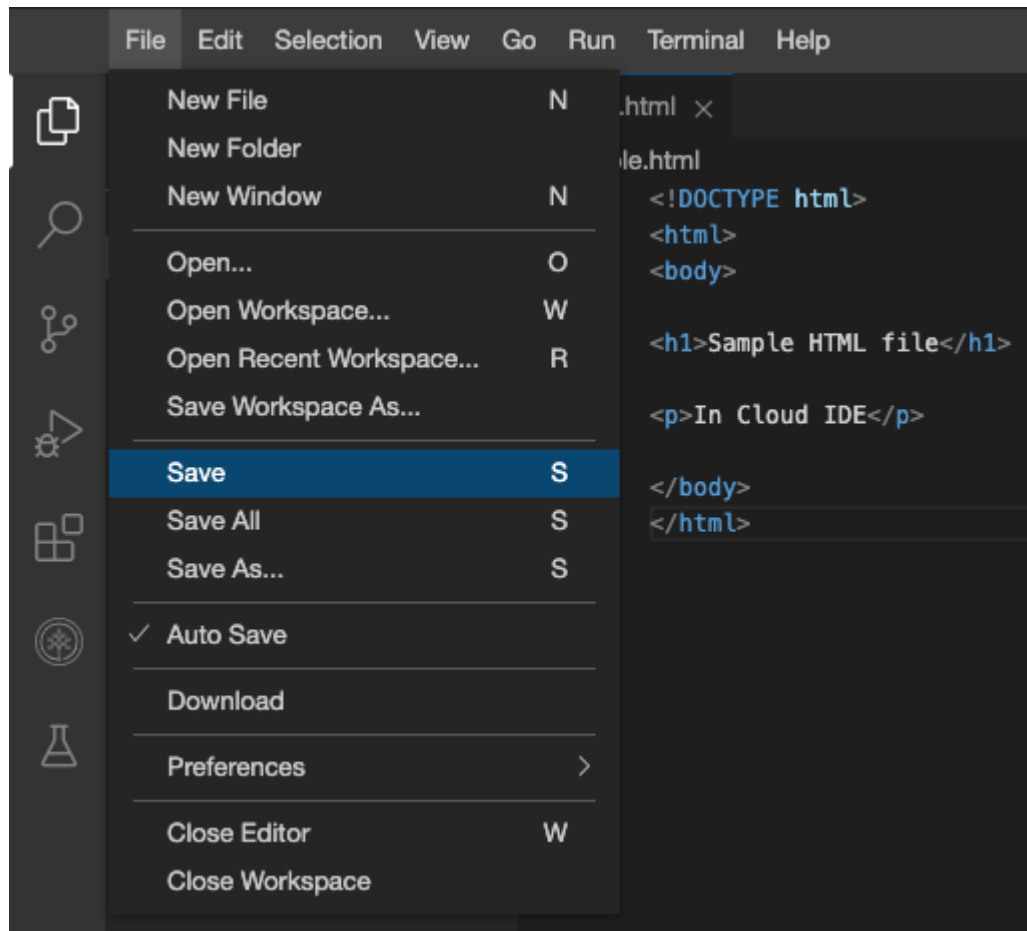 File Edit Selection View Go Run Terminal Help
New File N
New Folder
New Window N
Open... O
Open Workspace... W
Open Recent Workspace... R
Save Workspace As...
Save S
Save All S
Save As... S
Auto Save
Download
Preferences
Close Editor W
Close Workspace
.html
le.html
<!DOCTYPE html>
<html>
<body>
<h1>Sample HTML file</h1>
<p>In Cloud IDE</p>
</body>
</html>